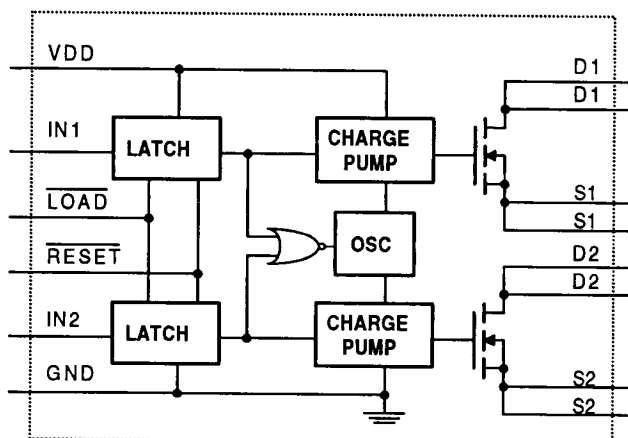 VDD
D1
D1
IN1
LATCH
CHARGE
PUMP
LOAD
S1
S1
OSC
RESET
D2
D2
IN2
LATCH
CHARGE
PUMP
GND
S2
S2